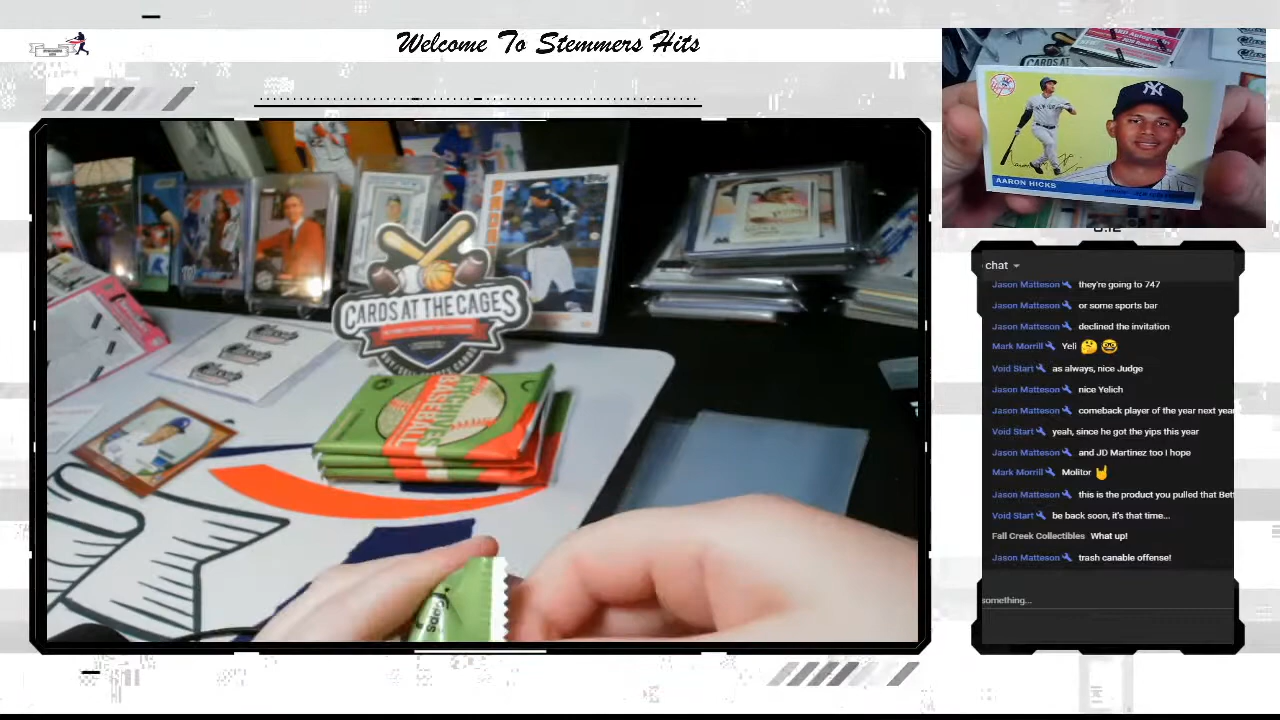 Welcome To Stemmers Hits
AARON HICKS
CARDS AT THE CAGES
ARCHIVES
BASEBALL
Topps
chat
Jason Matteson they're going to 747
Jason Matteson or some sports bar
Jason Matteson declined the invitation
Mark Morrill Yeli 🤔 🤓
Void Start as always, nice Judge
Jason Matteson nice Yelich
Jason Matteson comeback player of the year next year
Void Start yeah, since he got the yips this year
Jason Matteson and JD Martinez too I hope
Mark Morrill Molitor 🤘
Jason Matteson this is the product you pulled that Bet
Void Start be back soon, it's that time...
Fall Creek Collectibles What up!
Jason Matteson trash canable offense!
something...